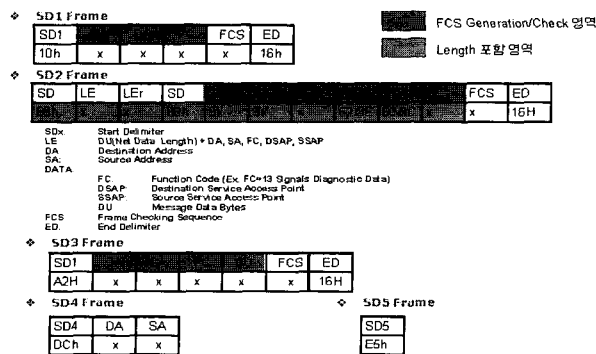 ❖ SD1 Frame
SD1 FCS ED
10h x x x x 16h
FCS Generation/Check 영역
Length 포함 영역
❖ SD2 Frame
SD LE LEr SD FCS ED
x 16H
SDx. Start Delimiter
LE DU(Net Data Length) + DA, SA, FC, DSAP, SSAP
DA Destination Address
SA: Source Address
DATA
FC: Function Code (Ex. FC=13 Signals Diagnostic Data)
DSAP: Destination Service Access Point
SSAP: Source Service Access Point
DU Message Data Bytes
FCS Frame Checking Sequence
ED. End Delimiter
❖ SD3 Frame
SD1 FCS ED
A2H x x x x x 16H
❖ SD4 Frame
SD4 DA SA
DCh x x
❖ SD5 Frame
SD5
E5h